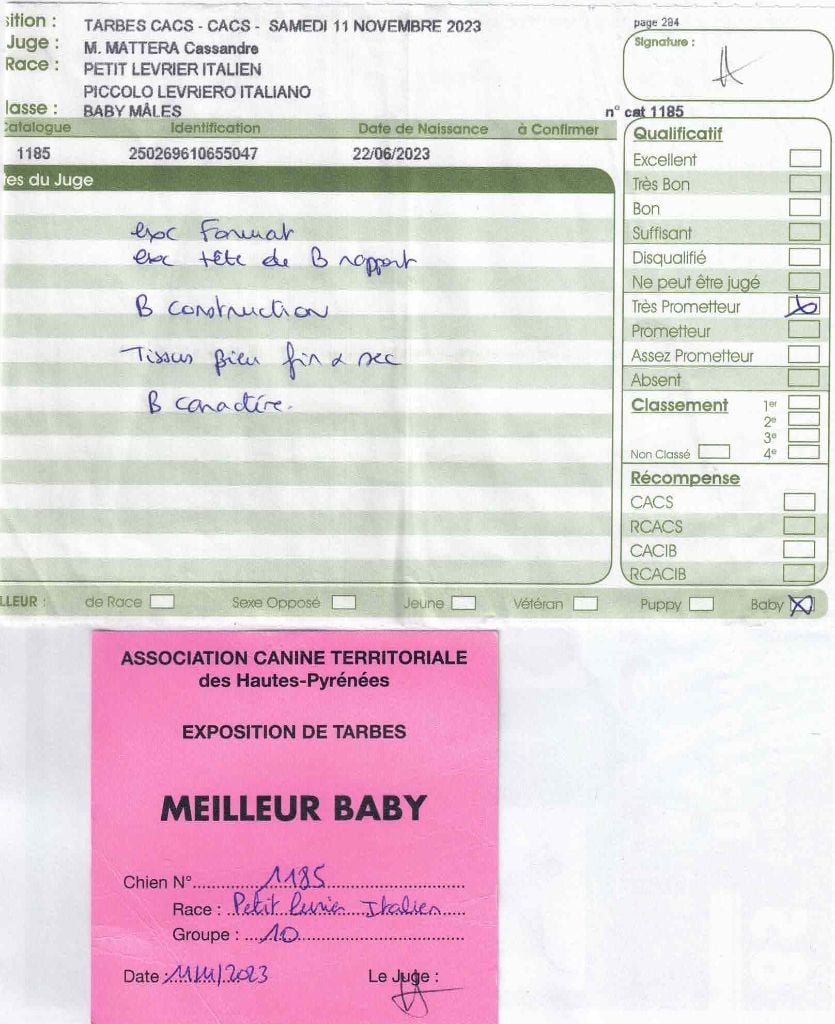 sition : TARBES CACS - CACS - SAMEDI 11 NOVEMBRE 2023
Juge : M. MATTERA Cassandre
Race : PETIT LEVRIER ITALIEN
PICCOLO LEVRIERO ITALIANO
lasse : BABY MÂLES
page 294
Signature :
n° cat 1185
Catalogue Identification Date de Naissance à Confirmer
1185 250269610655047 22/06/2023
es du Juge
exc Format
exc tête de B rapport
B construction
Tissus bien fin & sec
B caractère.
Qualificatif
Excellent
Très Bon
Bon
Suffisant
Disqualifié
Ne peut être jugé
Très Prometteur
Prometteur
Assez Prometteur
Absent
Classement 1er
2e
3e
Non Classé 4e
Récompense
CACS
RCACS
CACIB
RCACIB
LLEUR : de Race Sexe Opposé Jeune Vétéran Puppy Baby
ASSOCIATION CANINE TERRITORIALE
des Hautes-Pyrénées
EXPOSITION DE TARBES
MEILLEUR BABY
Chien N° 1185
Race : Petit levrier Italien
Groupe : 10
Date : 11/11/2023 Le Juge :